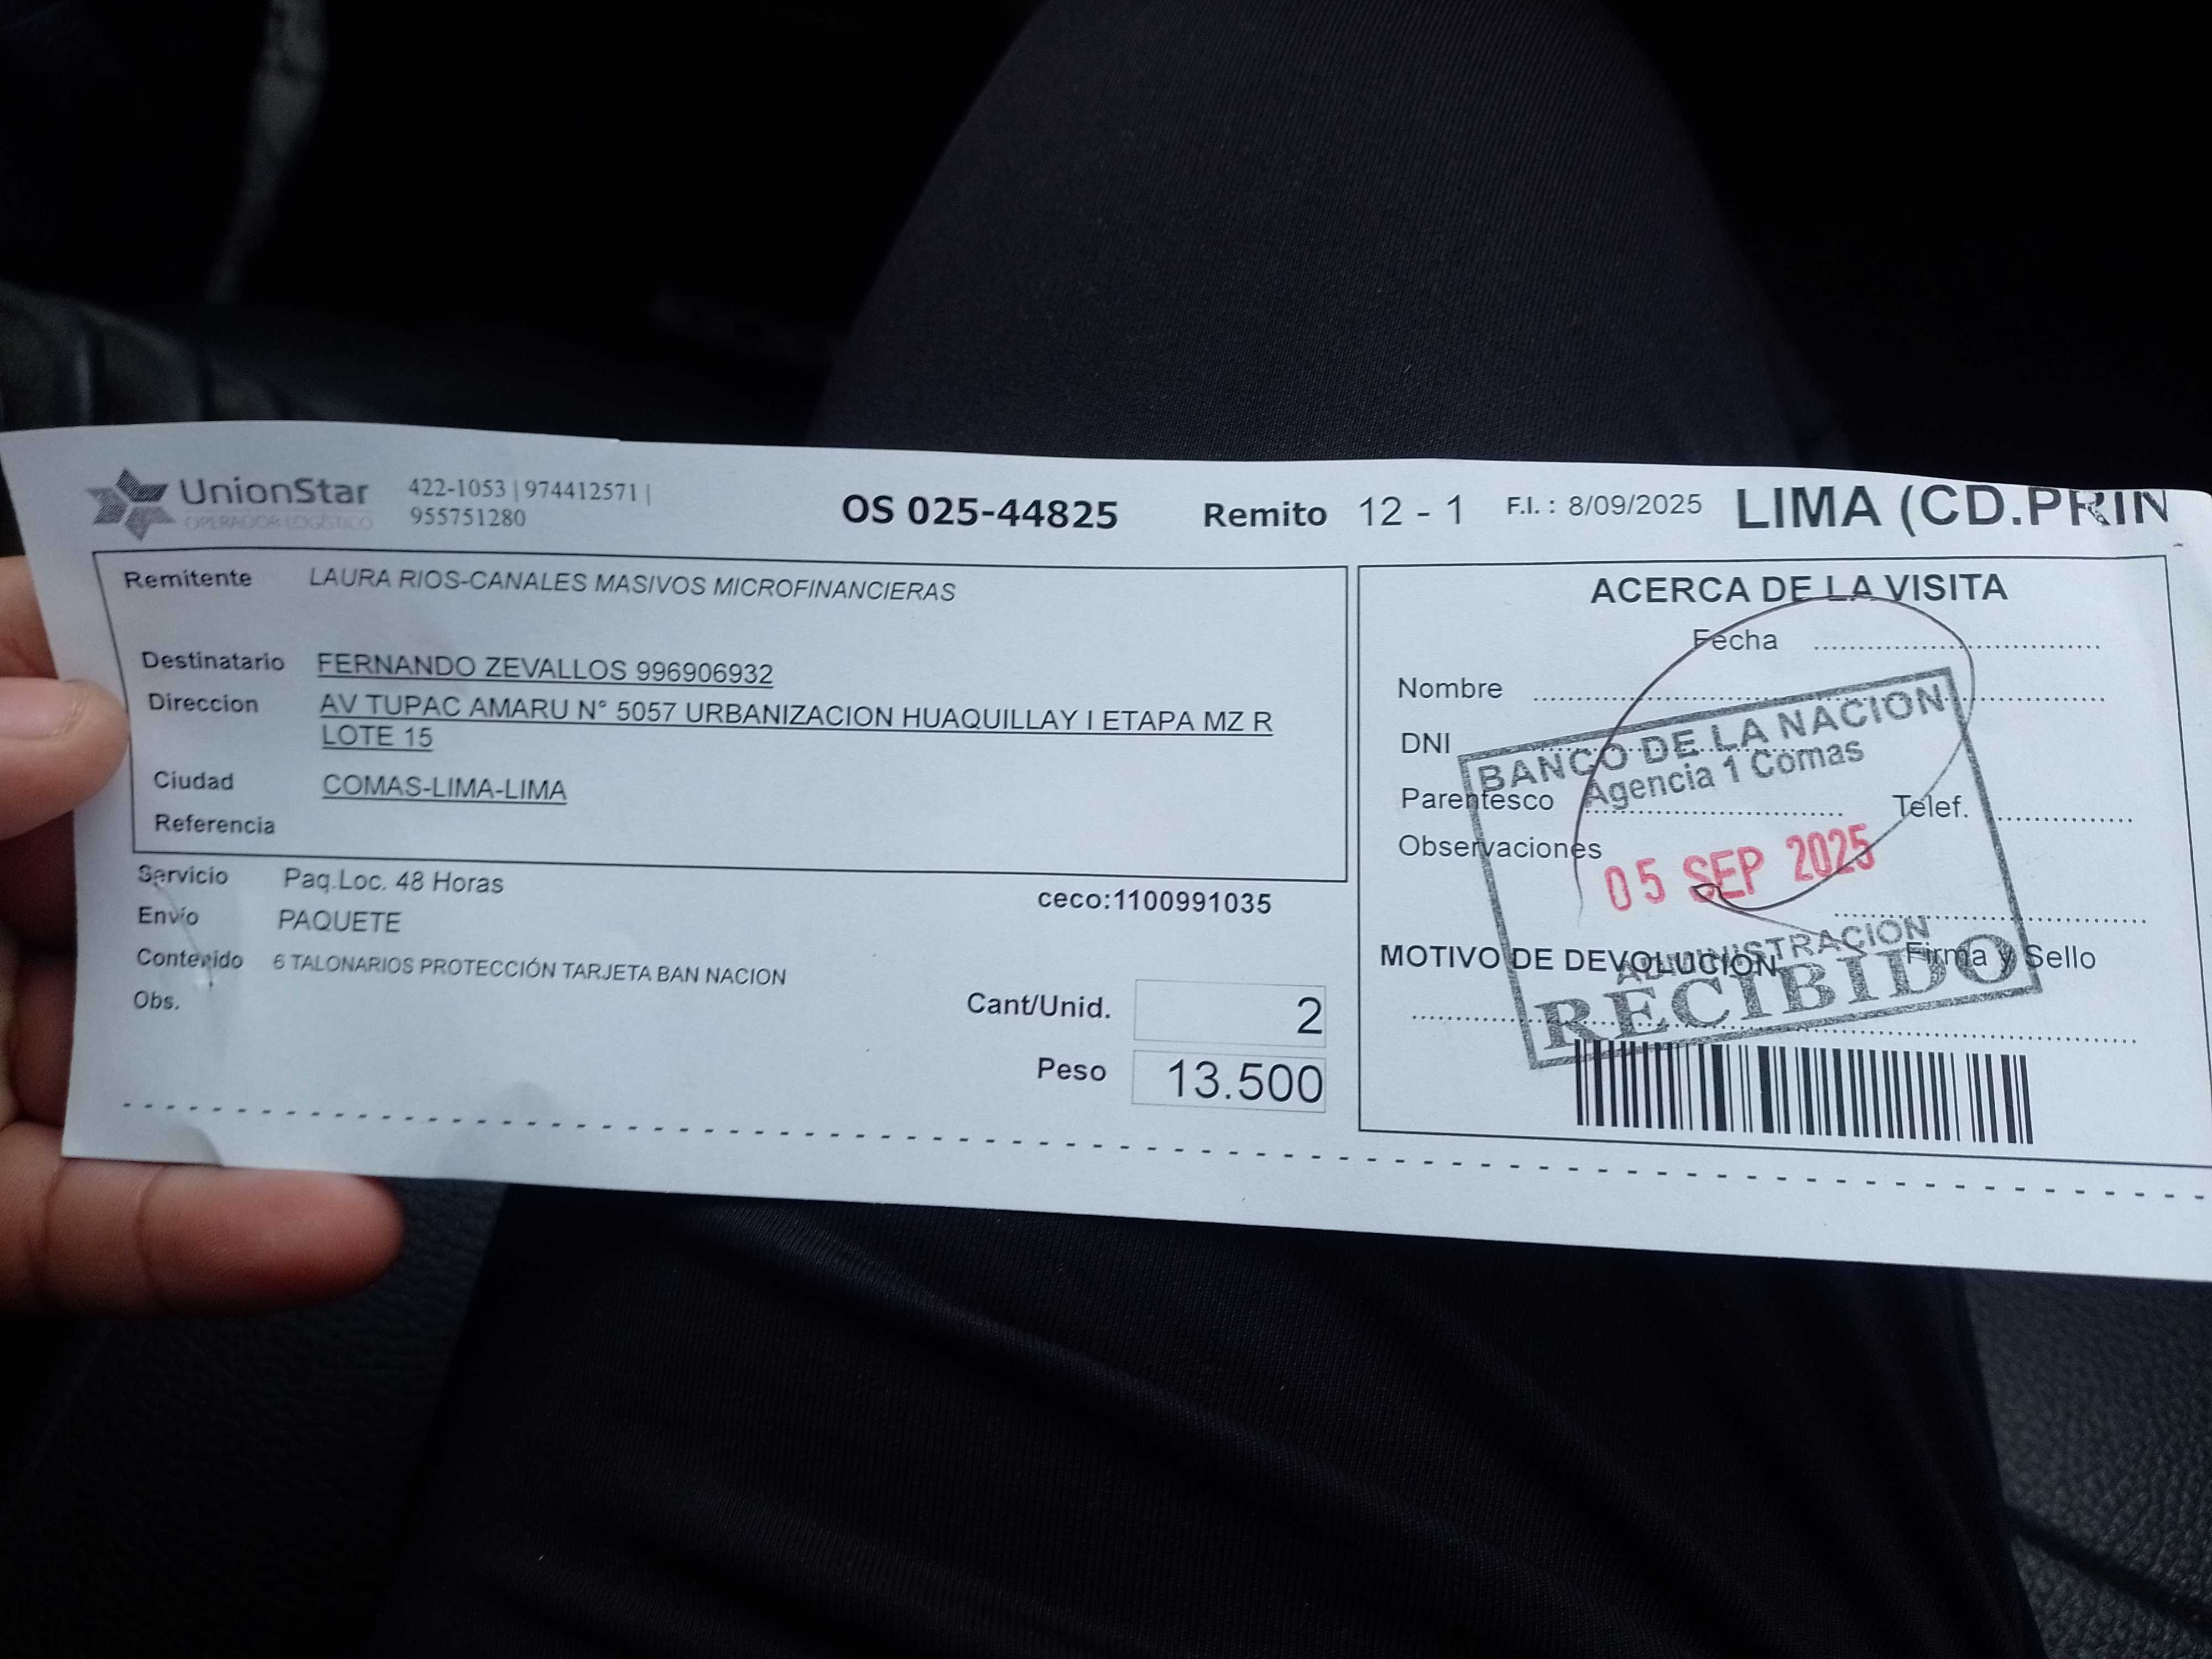 UnionStar
OPERADOR LOGÍSTICO
422-1053 | 974412571 |
955751280
OS 025-44825
Remito 12 - 1
F.I. : 8/09/2025
LIMA (CD.PRIN
Remitente LAURA RIOS-CANALES MASIVOS MICROFINANCIERAS
Destinatario FERNANDO ZEVALLOS 996906932
Direccion AV TUPAC AMARU N° 5057 URBANIZACION HUAQUILLAY I ETAPA MZ R
LOTE 15
Ciudad COMAS-LIMA-LIMA
Referencia
Servicio Paq.Loc. 48 Horas
ceco:1100991035
Envío PAQUETE
Contenido 6 TALONARIOS PROTECCIÓN TARJETA BAN NACION
Obs.
Cant/Unid. 2
Peso 13.500
ACERCA DE LA VISITA
Fecha
Nombre
DNI
Parentesco
Telef.
Observaciones
MOTIVO DE DEVOLUCION
Firma y Sello
BANCO DE LA NACION
Agencia 1 Comas
05 SEP 2025
ADMINISTRACION
RECIBIDO